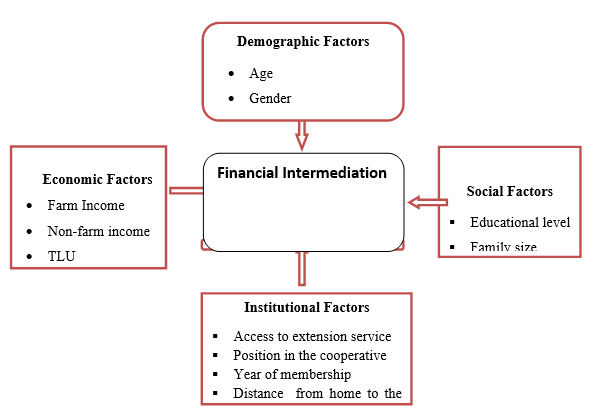 Demographic Factors
• Age
• Gender
Financial Intermediation
Economic Factors
• Farm Income
• Non-farm income
• TLU
Social Factors
▪ Educational level
▪ Family size
Institutional Factors
▪ Access to extension service
▪ Position in the cooperative
▪ Year of membership
▪ Distance from home to the